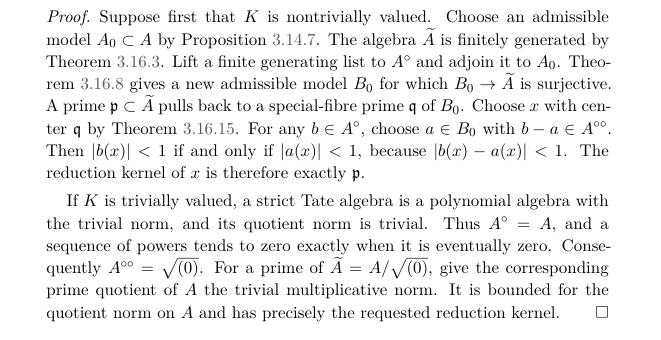 Proof. Suppose first that K is nontrivially valued. Choose an admissible
model A₀ ⊂ A by Proposition 3.14.7. The algebra Ã is finitely generated by
Theorem 3.16.3. Lift a finite generating list to A° and adjoin it to A₀. Theo-
rem 3.16.8 gives a new admissible model B₀ for which B₀ → Ã is surjective.
A prime 𝔭 ⊂ Ã pulls back to a special-fibre prime 𝔮 of B₀. Choose x with cen-
ter 𝔮 by Theorem 3.16.15. For any b ∈ A°, choose a ∈ B₀ with b − a ∈ A°°.
Then |b(x)| < 1 if and only if |a(x)| < 1, because |b(x) − a(x)| < 1. The
reduction kernel of x is therefore exactly 𝔭.
If K is trivially valued, a strict Tate algebra is a polynomial algebra with
the trivial norm, and its quotient norm is trivial. Thus A° = A, and a
sequence of powers tends to zero exactly when it is eventually zero. Conse-
quently A°° = √(0). For a prime of Ã = A/√(0), give the corresponding
prime quotient of A the trivial multiplicative norm. It is bounded for the
quotient norm on A and has precisely the requested reduction kernel. □